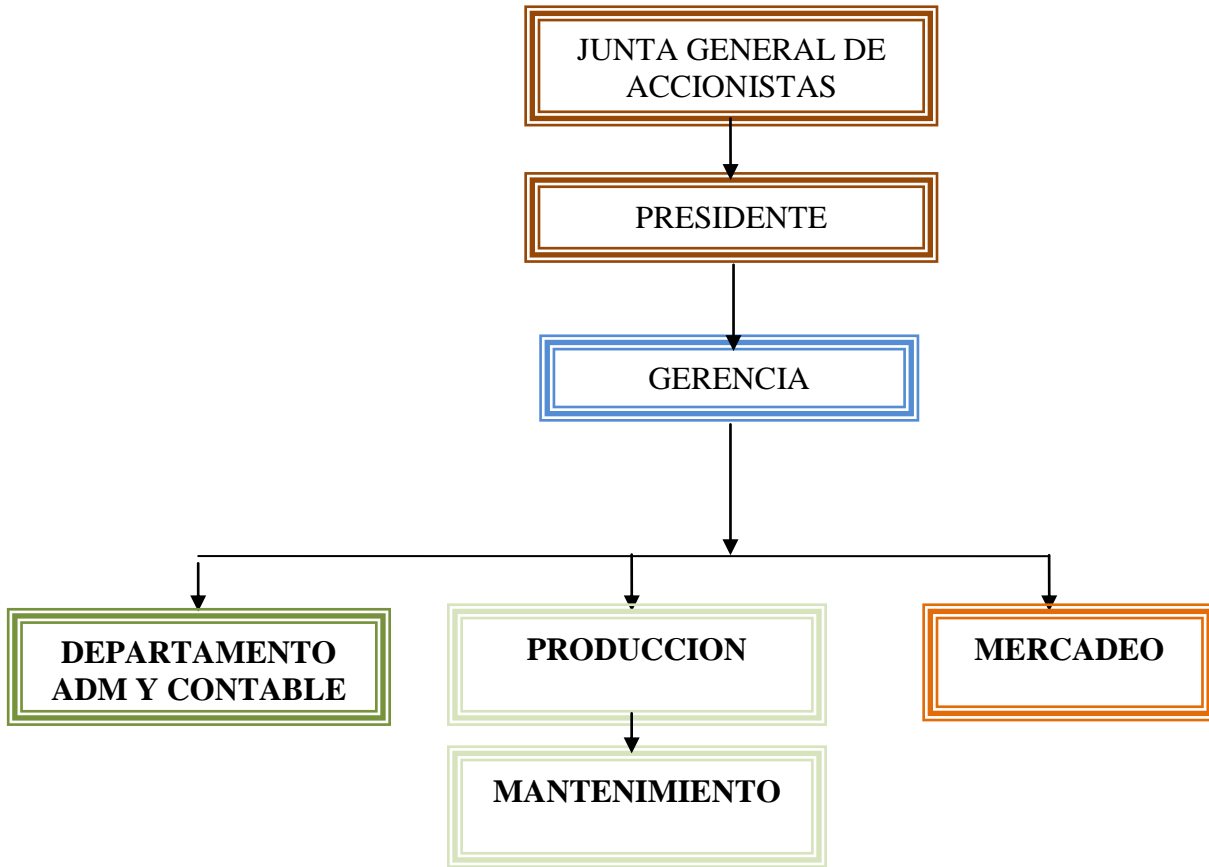 JUNTA GENERAL DE
ACCIONISTAS
PRESIDENTE
GERENCIA
DEPARTAMENTO
ADM Y CONTABLE
PRODUCCION
MERCADEO
MANTENIMIENTO